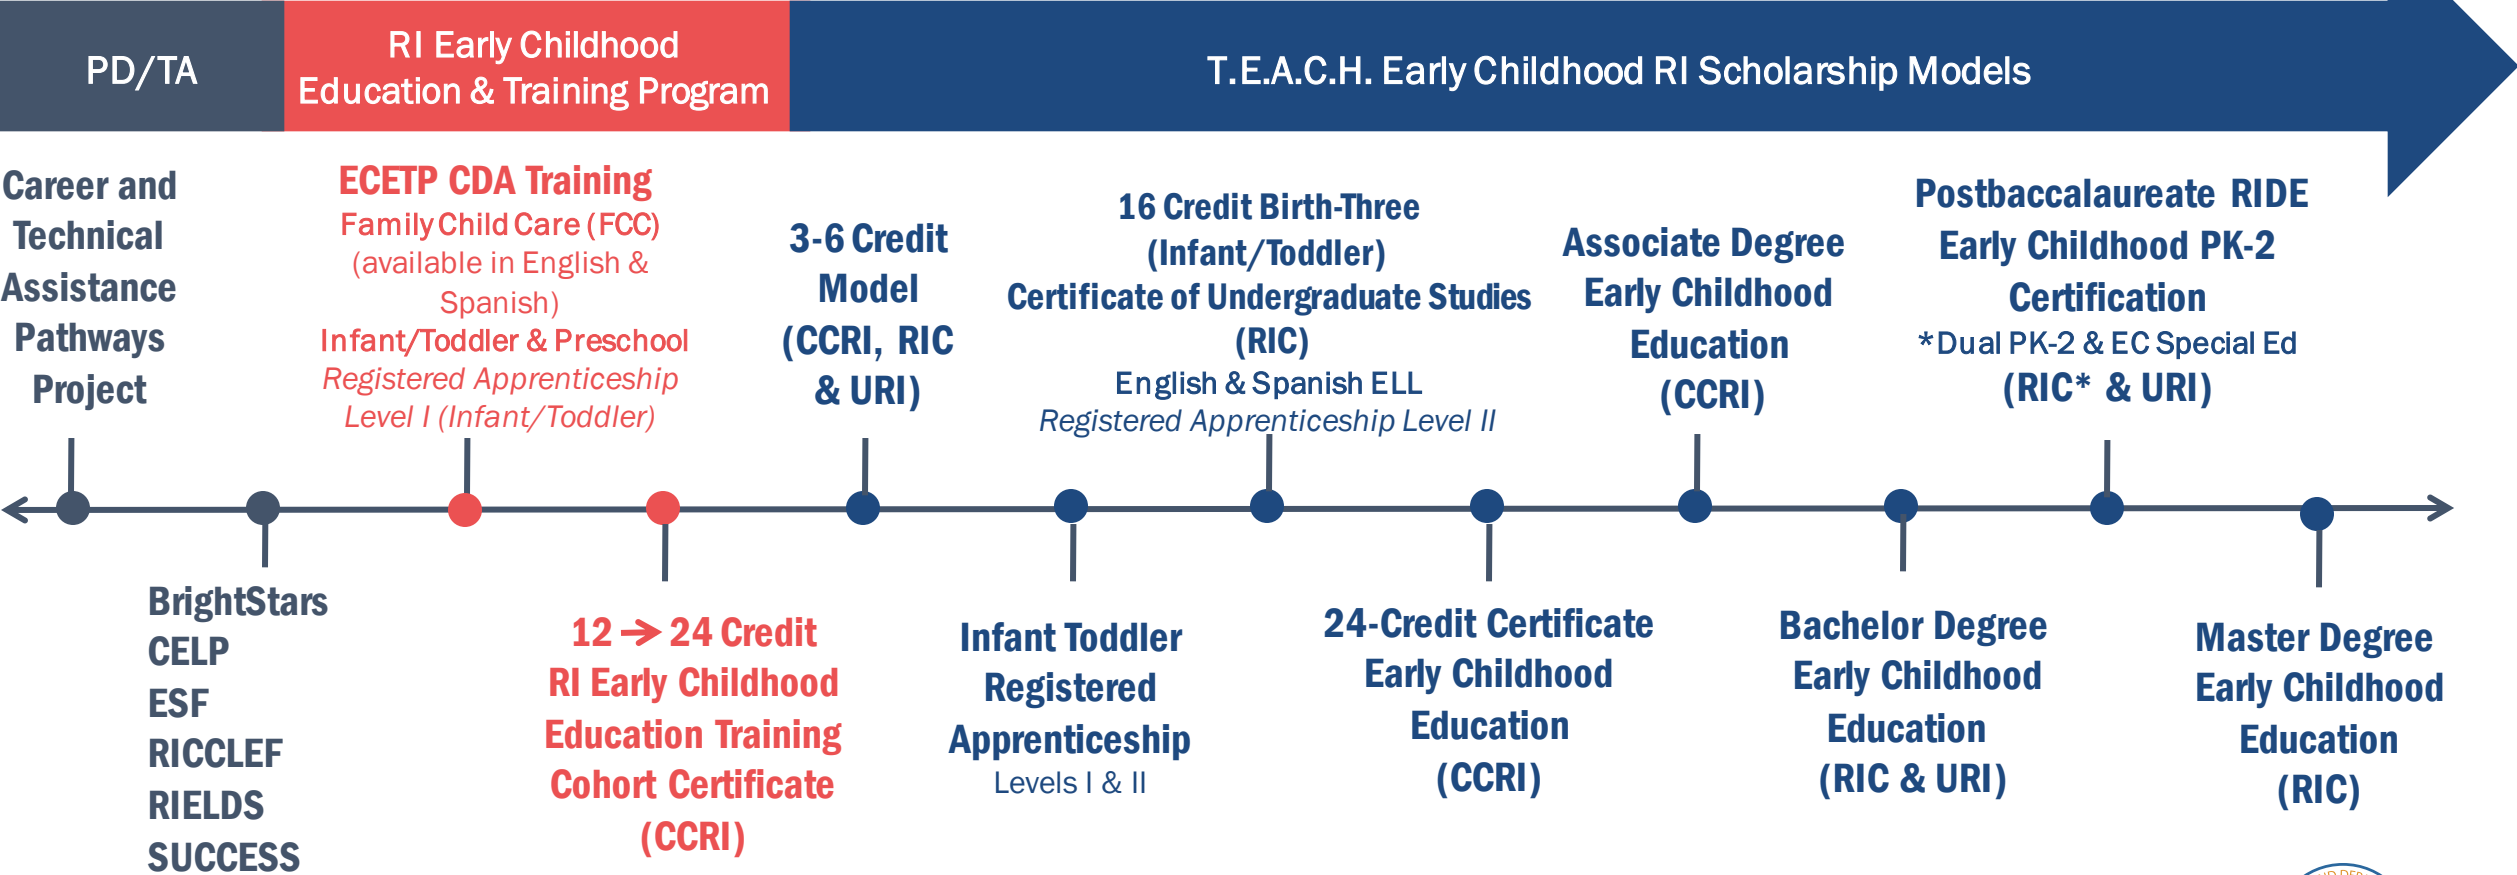 PD/TA
RI Early Childhood
Education & Training Program
T.E.A.C.H. Early Childhood RI Scholarship Models
Career and
Technical
Assistance
Pathways
Project
ECETP CDA Training
Family Child Care (FCC)
(available in English &
Spanish)
Infant/Toddler & Preschool
Registered Apprenticeship
Level I (Infant/Toddler)
3-6 Credit
Model
(CCRI, RIC
& URI)
16 Credit Birth-Three
(Infant/Toddler)
Certificate of Undergraduate Studies
(RIC)
English & Spanish ELL
Registered Apprenticeship Level II
Associate Degree
Early Childhood
Education
(CCRI)
Postbaccalaureate RIDE
Early Childhood PK-2
Certification
*Dual PK-2 & EC Special Ed
(RIC* & URI)
BrightStars
CELP
ESF
RICCLEF
RIELDS
SUCCESS
12 → 24 Credit
RI Early Childhood
Education Training
Cohort Certificate
(CCRI)
Infant Toddler
Registered
Apprenticeship
Levels I & II
24-Credit Certificate
Early Childhood
Education
(CCRI)
Bachelor Degree
Early Childhood
Education
(RIC & URI)
Master Degree
Early Childhood
Education
(RIC)